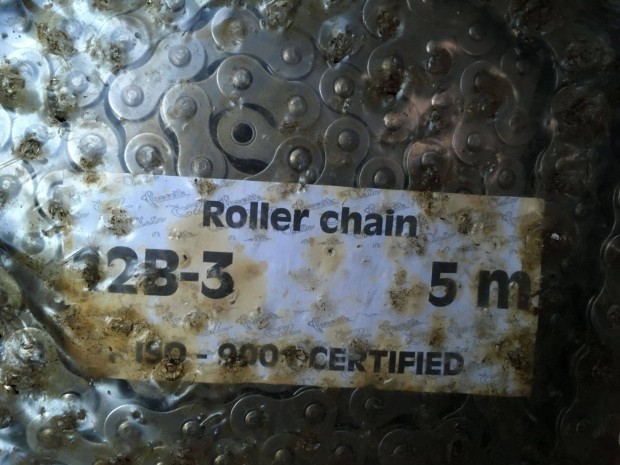 Roller chain
12B-3 5 m
ISO - 9001 CERTIFIED